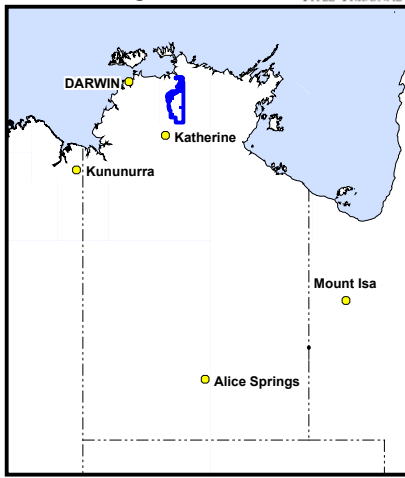 DARWIN
Katherine
Kununurra
Mount Isa
Alice Springs